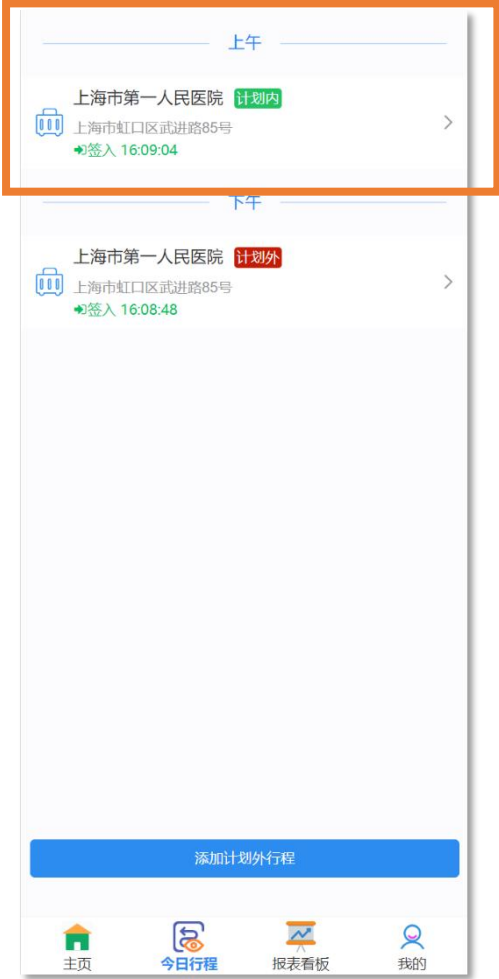 上午
上海市第一人民医院 计划内
上海市虹口区武进路85号
签入 16:09:04
下午
上海市第一人民医院 计划外
上海市虹口区武进路85号
签入 16:08:48
添加计划外行程
主页 今日行程 报表看板 我的